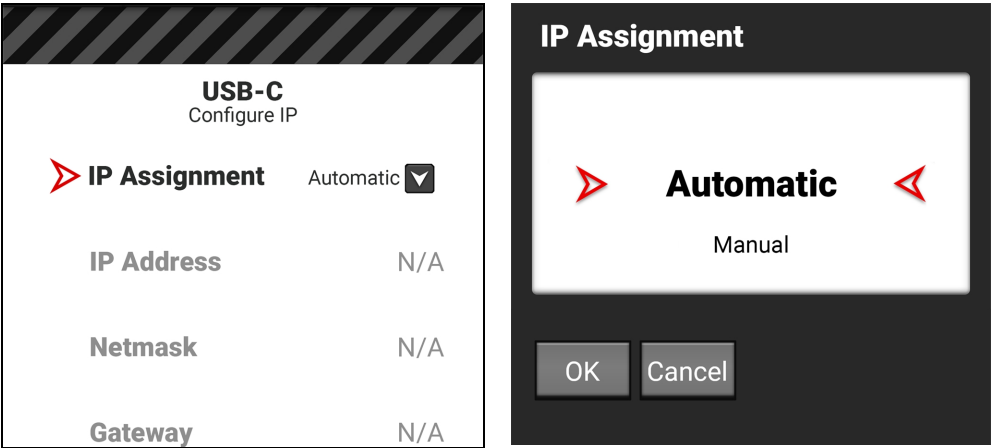 USB-C
Configure IP
IP Assignment Automatic
IP Address N/A
Netmask N/A
Gateway N/A
IP Assignment
Automatic
Manual
OK Cancel